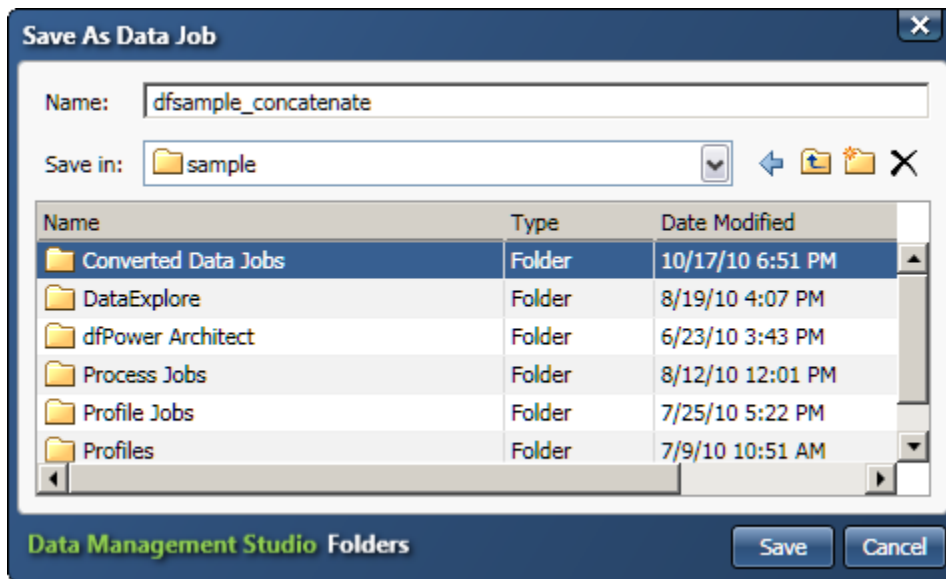 Save As Data Job
Name: dfsample_concatenate
Save in: sample
Name Type Date Modified
Converted Data Jobs Folder 10/17/10 6:51 PM
DataExplore Folder 8/19/10 4:07 PM
dfPower Architect Folder 6/23/10 3:43 PM
Process Jobs Folder 8/12/10 12:01 PM
Profile Jobs Folder 7/25/10 5:22 PM
Profiles Folder 7/9/10 10:51 AM
Data Management Studio Folders Save Cancel